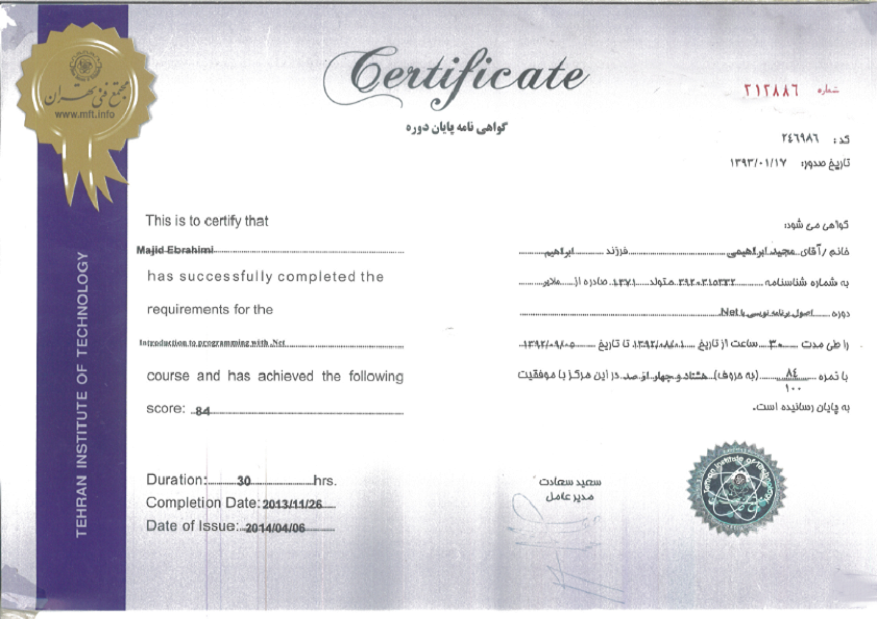 Certificate
گواهی نامه پایان دوره
مجتمع فنی تهران
www.mft.info
TEHRAN INSTITUTE OF TECHNOLOGY
شماره ۲۱۲۸۸۶
کد: ۲٤٦۹۸٦
تاریخ صدور: ۱۳۹۳/۰۱/۱۷
This is to certify that
Majid Ebrahimi
has successfully completed the
requirements for the
Introduction to programming with .Net
course and has achieved the following
score: 84
Duration: 30 hrs.
Completion Date: 2013/11/26
Date of Issue: 2014/04/06
گواهی می شود:
خانم / آقای مجید ابراهیمی فرزند ابراهیم
به شماره شناسنامه متولد ۱۳۷۱ صادره از ملایر
دوره اصول برنامه نویسی با Net.
را طی مدت ۳۰ ساعت از تاریخ ۱۳۹۲/۰۸/۰۱ تا تاریخ ۱۳۹۲/۰۹/۰۵
با نمره ۸٤/۱۰۰ (به حروف) هشتاد و چهار از صد در این مرکز با موفقیت
به پایان رسانیده است.
سعید سعادت
مدیر عامل